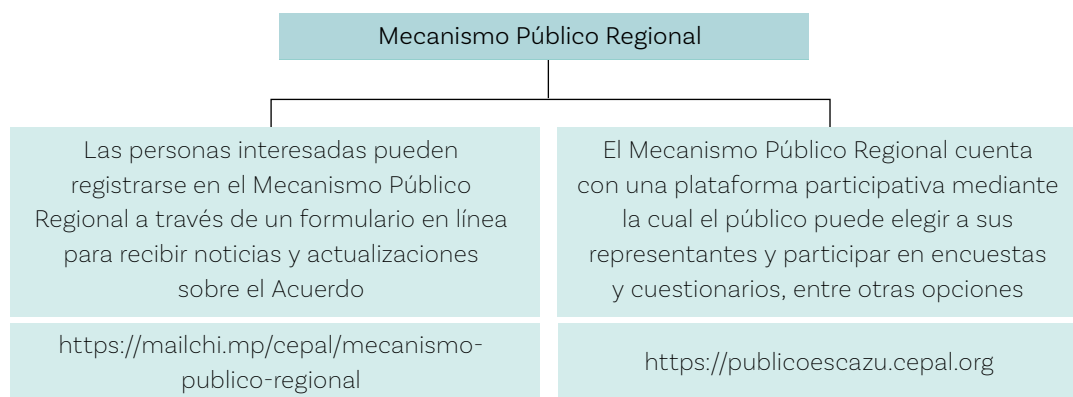 Mecanismo Público Regional
Las personas interesadas pueden
registrarse en el Mecanismo Público
Regional a través de un formulario en línea
para recibir noticias y actualizaciones
sobre el Acuerdo
https://mailchi.mp/cepal/mecanismo-
publico-regional
El Mecanismo Público Regional cuenta
con una plataforma participativa mediante
la cual el público puede elegir a sus
representantes y participar en encuestas
y cuestionarios, entre otras opciones
https://publicoescazu.cepal.org